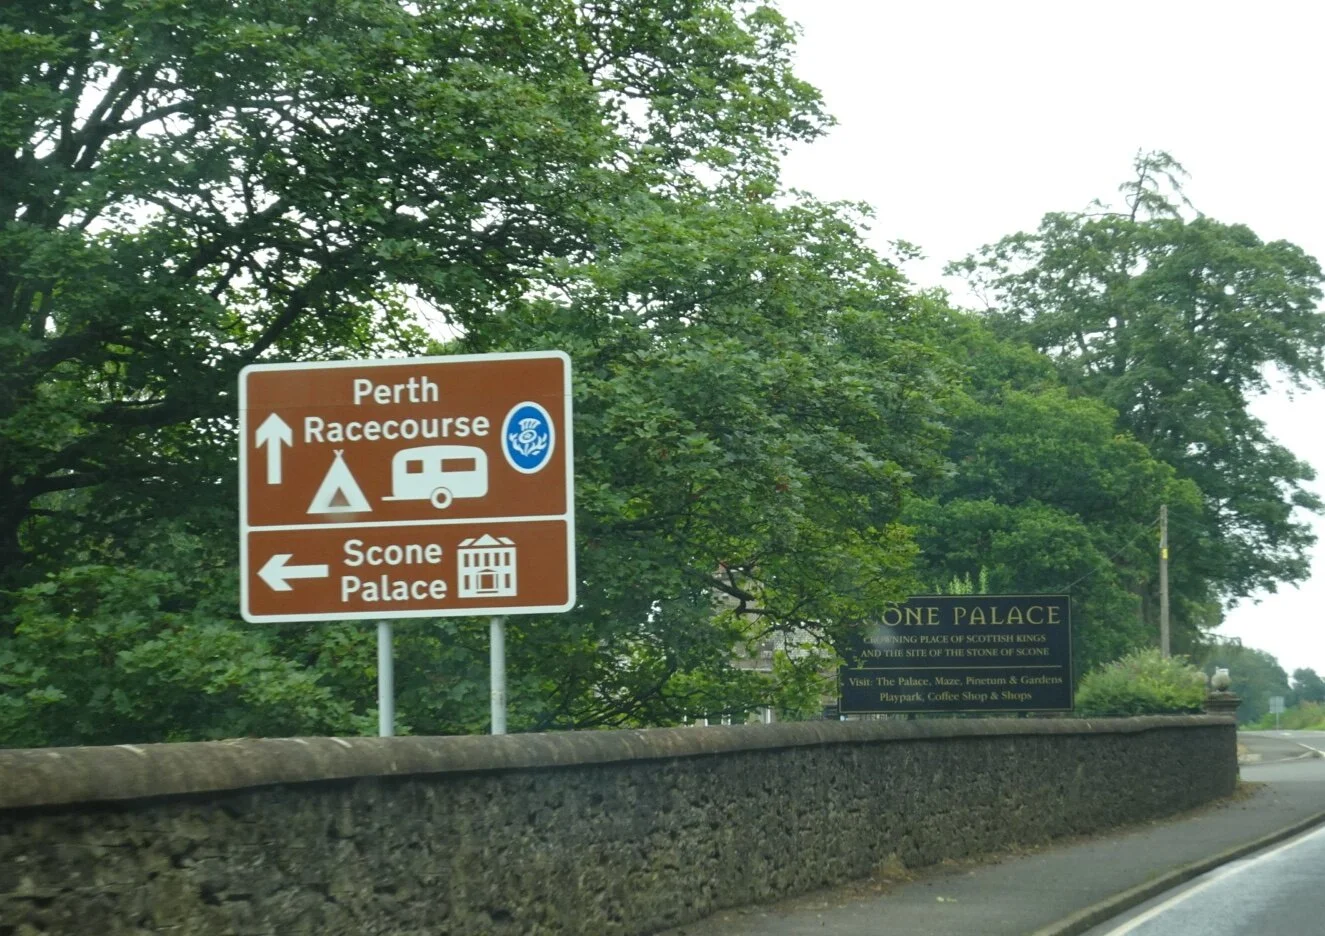 Perth
Racecourse
Scone
Palace
ONE PALACE
CROWNING PLACE OF SCOTTISH KINGS
AND THE SITE OF THE STONE OF SCONE
Visit: The Palace, Maze, Pinetum & Gardens
Playpark, Coffee Shop & Shops